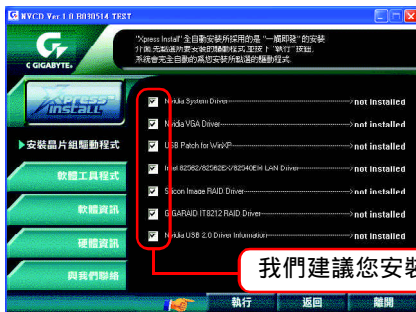 NVCD Ver.1.0 B030514 TEST
GIGABYTE
"Xpress Install"全自動安裝所採用的是 "一觸即發" 的安裝
介面,先點選所要安裝的驅動程式,再按下 "執行" 按鈕,
系統會完全自動的為您安裝所點選的驅動程式.
Xpress Install
安裝晶片組驅動程式
軟體工具程式
軟體資訊
硬體資訊
與我們聯絡
Nvidia System Driver not installed
Nvidia VGA Driver not installed
USB Patch for WinXP not installed
Intel 82562/82562EX/82540EM LAN Driver not installed
Silicon Image RAID Driver not installed
GIGARAID IT8212 RAID Driver not installed
Nvidia USB 2.0 Driver Information not installed
我們建議您安裝
執行 返回 離開